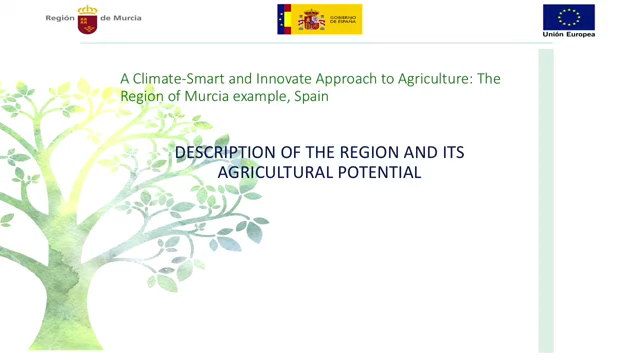 Región de Murcia
GOBIERNO
DE ESPAÑA
Unión Europea
A Climate-Smart and Innovate Approach to Agriculture: The
Region of Murcia example, Spain
DESCRIPTION OF THE REGION AND ITS
AGRICULTURAL POTENTIAL